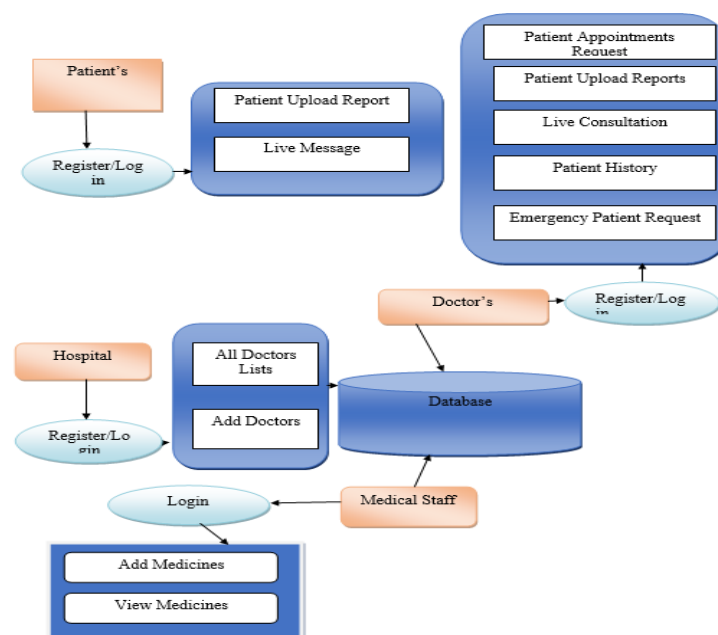 Patient's
Register/Log
in
Patient Upload Report
Live Message
Patient Appointments
Request
Patient Upload Reports
Live Consultation
Patient History
Emergency Patient Request
Doctor's
Register/Log
in
Hospital
Register/Lo
gin
All Doctors
Lists
Add Doctors
Database
Login
Medical Staff
Add Medicines
View Medicines